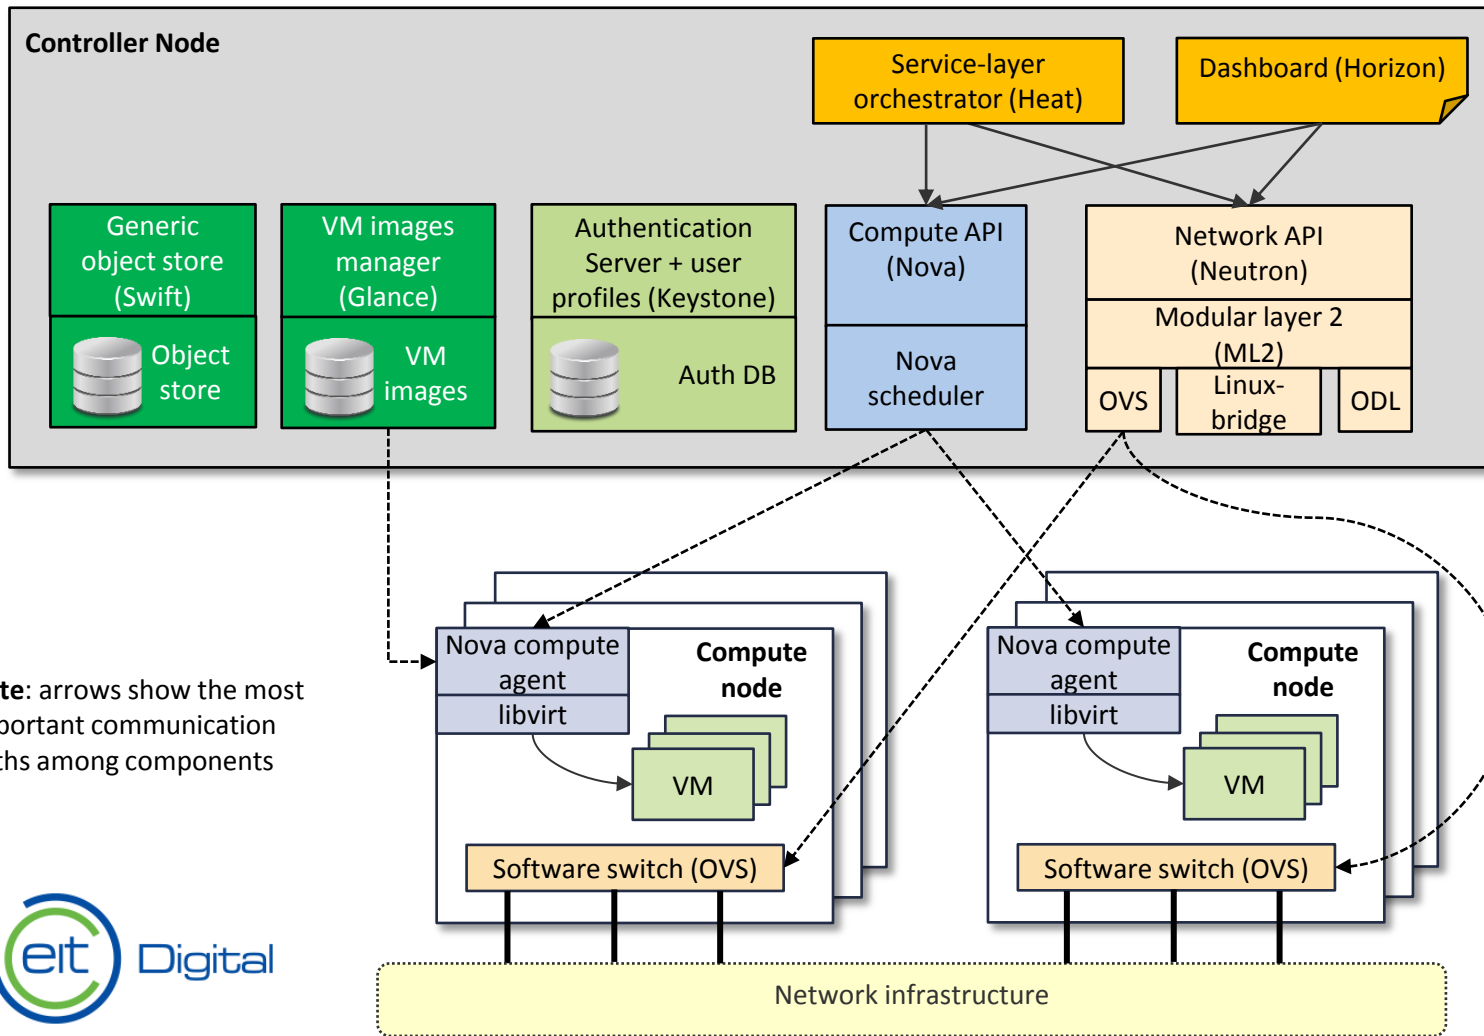 Controller Node
Service-layer
orchestrator (Heat)
Dashboard (Horizon)
Generic
object store
(Swift)
Object
store
VM images
manager
(Glance)
VM
images
Authentication
Server + user
profiles (Keystone)
Auth DB
Compute API
(Nova)
Nova
scheduler
Network API
(Neutron)
Modular layer 2
(ML2)
OVS
Linux-
bridge
ODL
te: arrows show the most
portant communication
ths among components
Nova compute
agent
libvirt
Compute
node
VM
Software switch (OVS)
Nova compute
agent
libvirt
Compute
node
VM
Software switch (OVS)
Network infrastructure
eit Digital